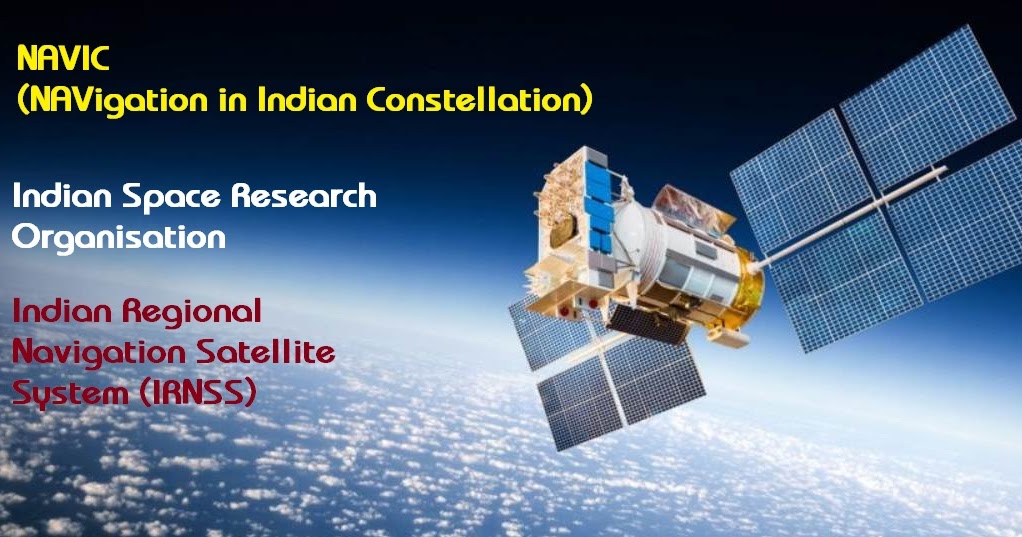 NAVIC
(NAVigation in Indian Constellation)
Indian Space Research
Organisation
Indian Regional
Navigation Satellite
System (IRNSS)